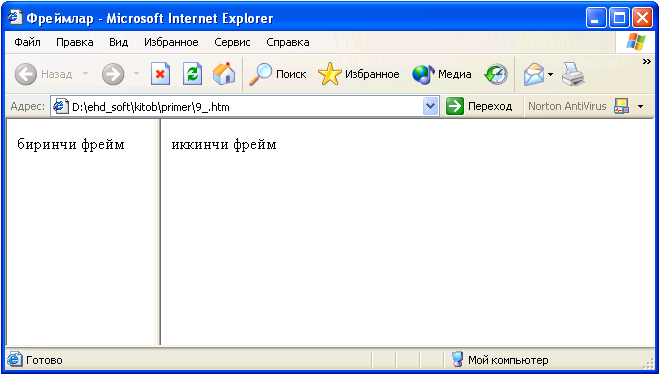 Фреймлар - Microsoft Internet Explorer
Файл Правка Вид Избранное Сервис Справка
Назад Поиск Избранное Медиа »
Адрес: D:\ehd_soft\kitob\primer\9_.htm Переход Norton AntiVirus
биринчи фрейм иккинчи фрейм
Готово Мой компьютер